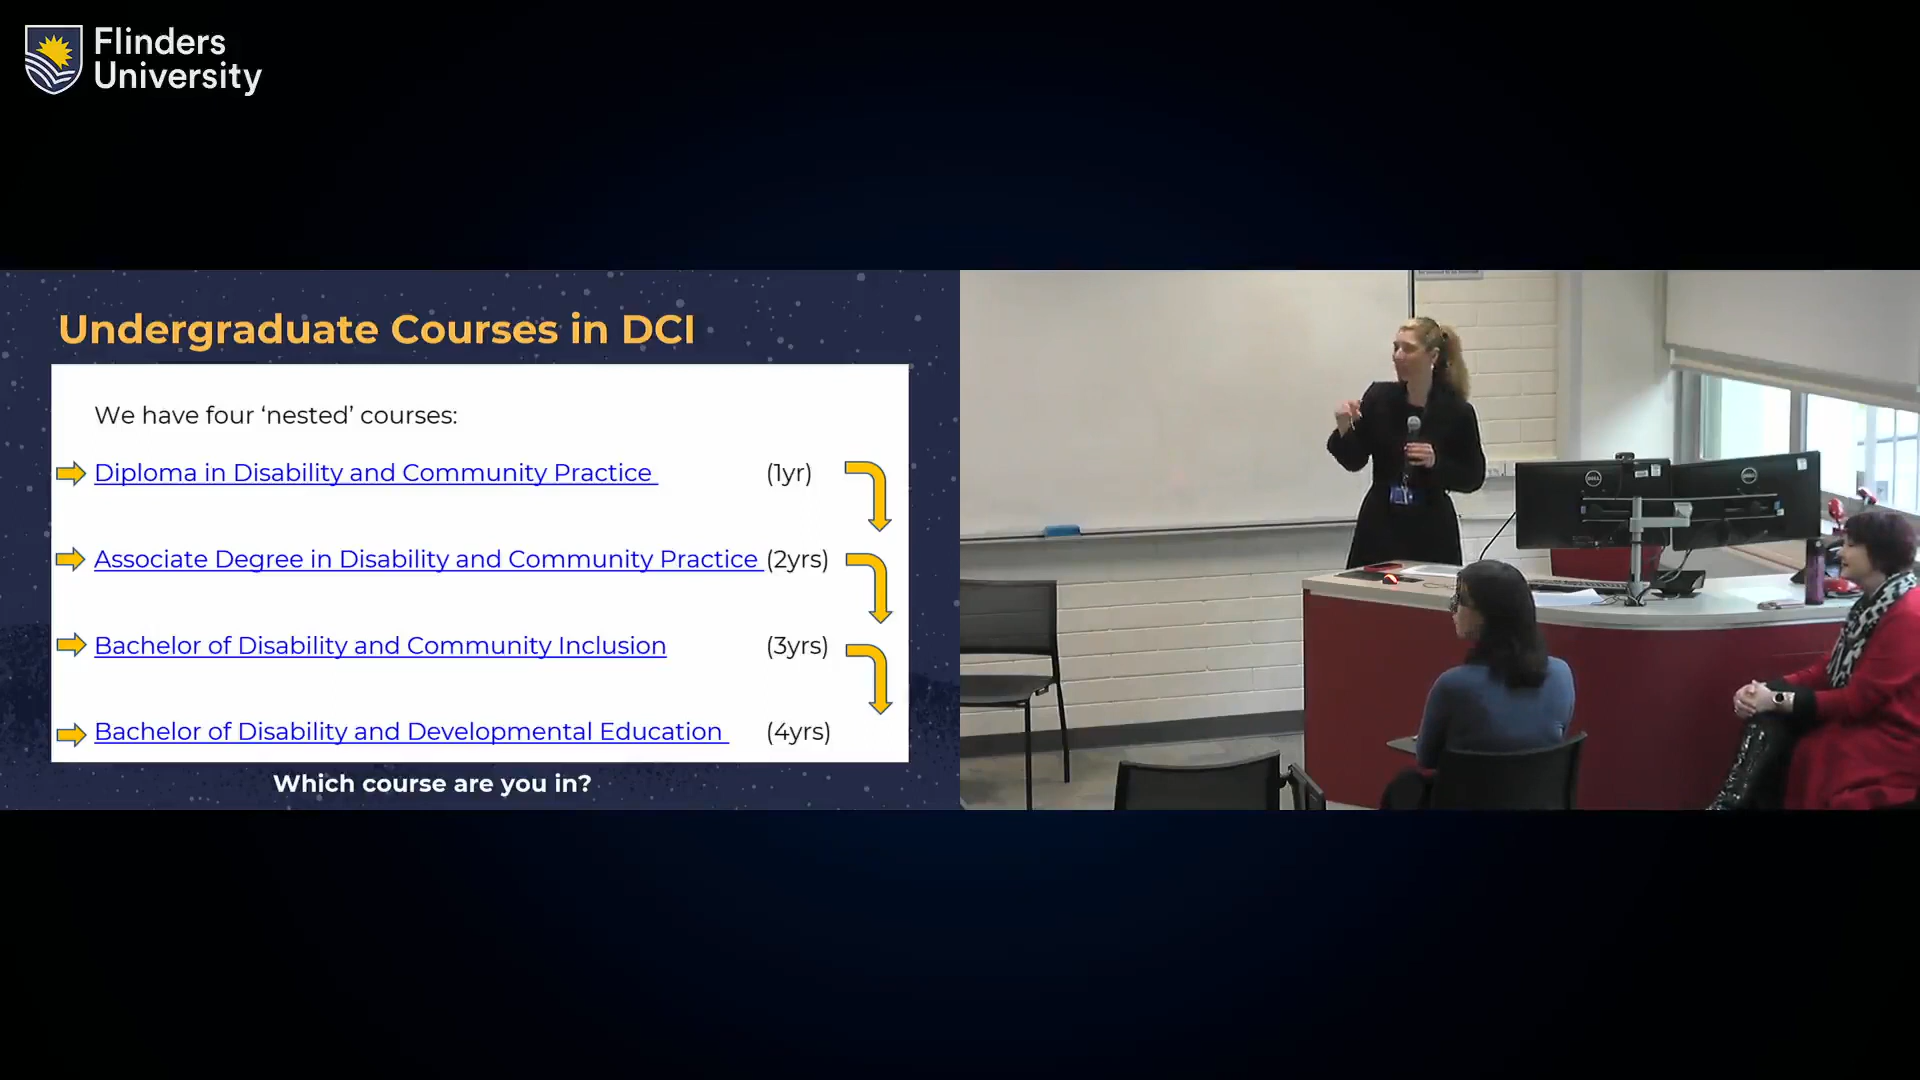 Flinders
University
Undergraduate Courses in DCI
We have four ‘nested’ courses:
Diploma in Disability and Community Practice (1yr)
Associate Degree in Disability and Community Practice (2yrs)
Bachelor of Disability and Community Inclusion (3yrs)
Bachelor of Disability and Developmental Education (4yrs)
Which course are you in?
DELL